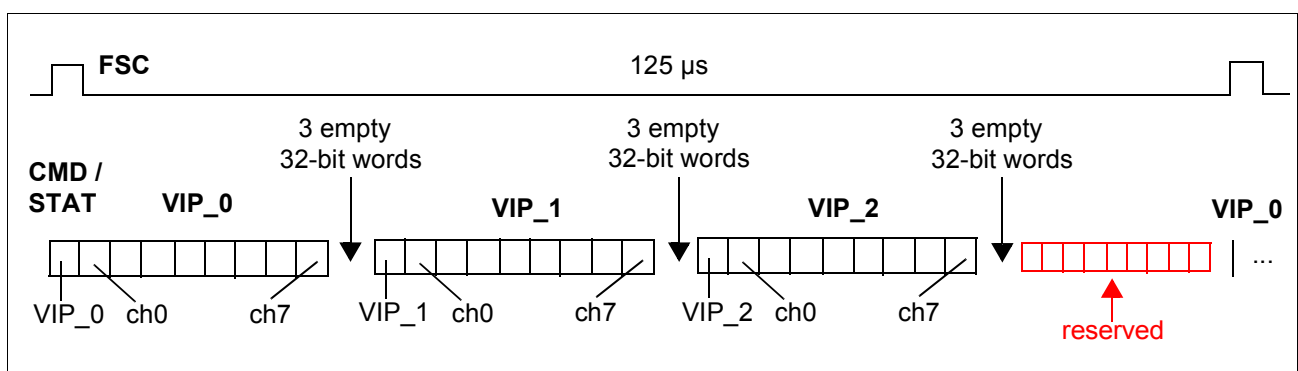 FSC
125 µs
3 empty
32-bit words
3 empty
32-bit words
3 empty
32-bit words
CMD /
STAT
VIP_0
VIP_1
VIP_2
VIP_0
...
VIP_0
ch0
ch7
VIP_1
ch0
ch7
VIP_2
ch0
ch7
reserved